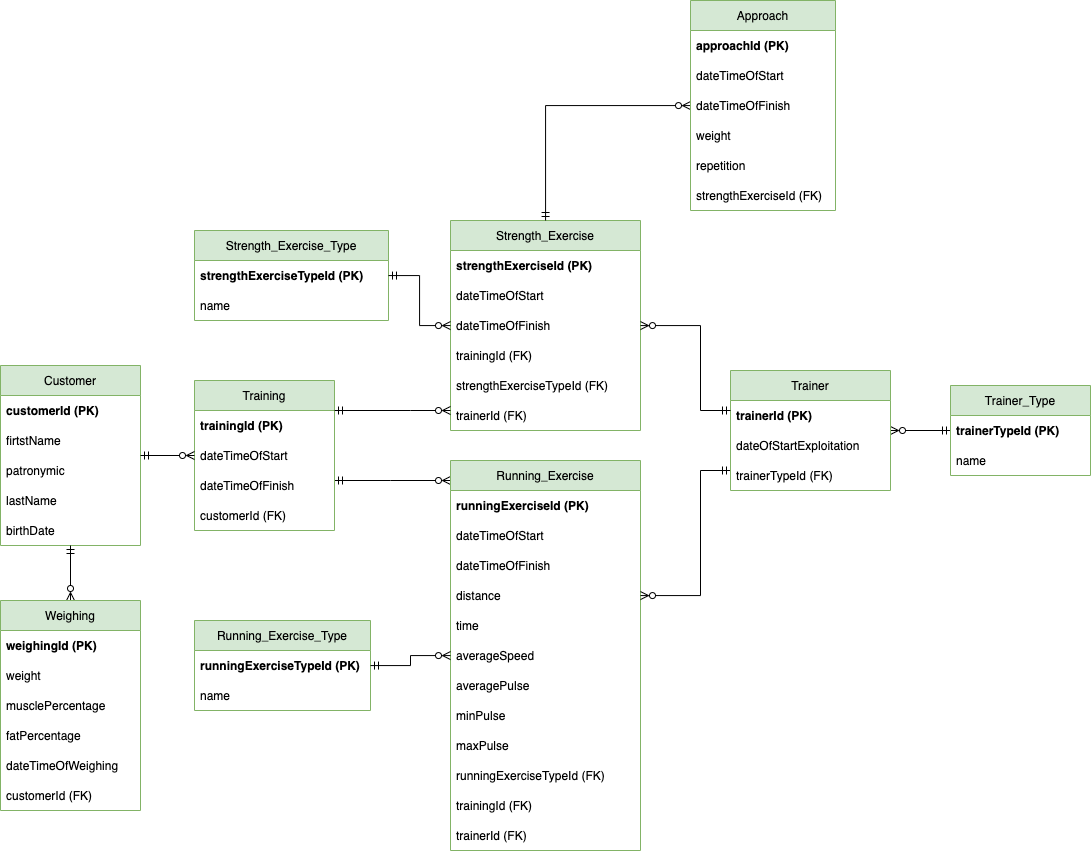 Approach
approachId (PK)
dateTimeOfStart
dateTimeOfFinish
weight
repetition
strengthExerciseId (FK)
Strength_Exercise_Type
strengthExerciseTypeId (PK)
name
Strength_Exercise
strengthExerciseId (PK)
dateTimeOfStart
dateTimeOfFinish
trainingId (FK)
strengthExerciseTypeId (FK)
trainerId (FK)
Customer
customerId (PK)
firtstName
patronymic
lastName
birthDate
Training
trainingId (PK)
dateTimeOfStart
dateTimeOfFinish
customerId (FK)
Trainer
trainerId (PK)
dateOfStartExploitation
trainerTypeId (FK)
Trainer_Type
trainerTypeId (PK)
name
Running_Exercise
runningExerciseId (PK)
dateTimeOfStart
dateTimeOfFinish
distance
time
averageSpeed
averagePulse
minPulse
maxPulse
runningExerciseTypeId (FK)
trainingId (FK)
trainerId (FK)
Weighing
weighingId (PK)
weight
musclePercentage
fatPercentage
dateTimeOfWeighing
customerId (FK)
Running_Exercise_Type
runningExerciseTypeId (PK)
name